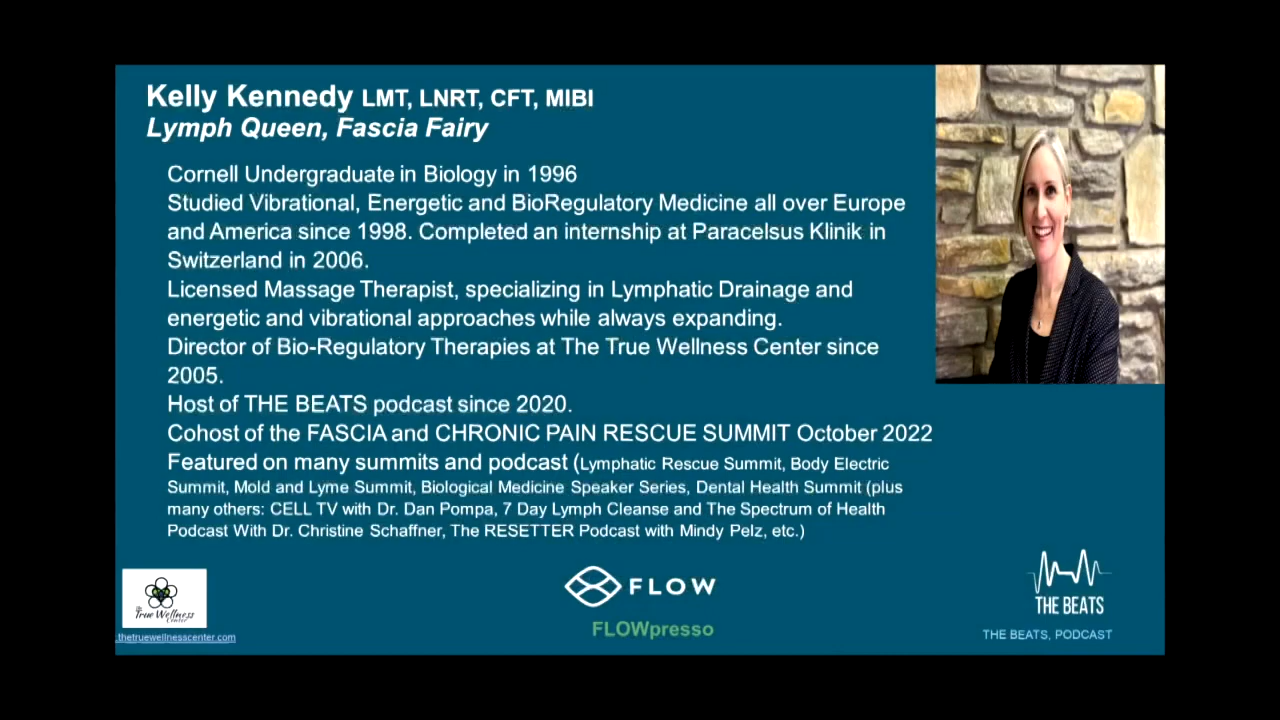 Kelly Kennedy LMT, LNRT, CFT, MIBI
Lymph Queen, Fascia Fairy
Cornell Undergraduate in Biology in 1996
Studied Vibrational, Energetic and BioRegulatory Medicine all over Europe
and America since 1998. Completed an internship at Paracelsus Klinik in
Switzerland in 2006.
Licensed Massage Therapist, specializing in Lymphatic Drainage and
energetic and vibrational approaches while always expanding.
Director of Bio-Regulatory Therapies at The True Wellness Center since
2005.
Host of THE BEATS podcast since 2020.
Cohost of the FASCIA and CHRONIC PAIN RESCUE SUMMIT October 2022
Featured on many summits and podcast (Lymphatic Rescue Summit, Body Electric
Summit, Mold and Lyme Summit, Biological Medicine Speaker Series, Dental Health Summit (plus
many others: CELL TV with Dr. Dan Pompa, 7 Day Lymph Cleanse and The Spectrum of Health
Podcast With Dr. Christine Schaffner, The RESETTER Podcast with Mindy Pelz, etc.)
The True Wellness
Center
.thetruewellnesscenter.com
FLOW
FLOWpresso
THE BEATS
THE BEATS, PODCAST